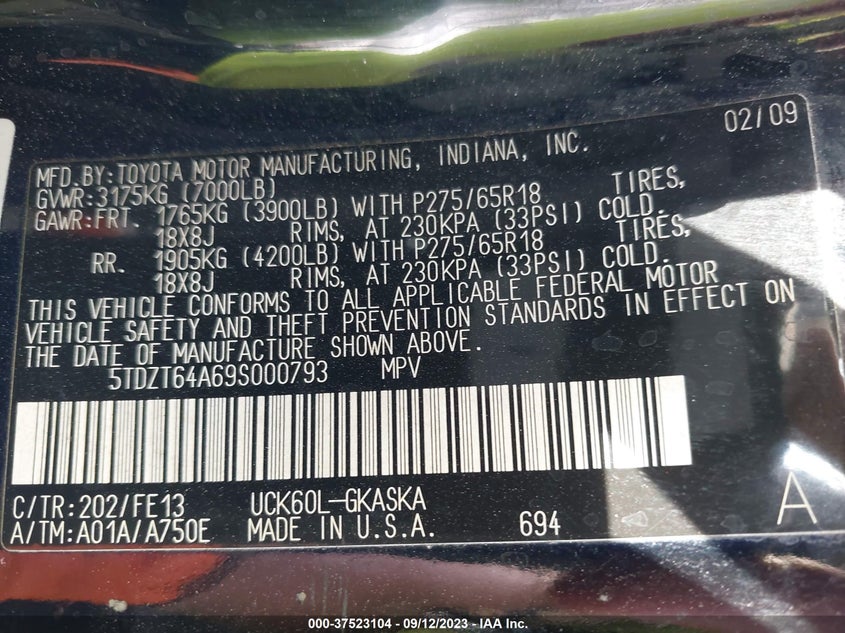 02/09
MFD.BY:TOYOTA MOTOR MANUFACTURING, INDIANA, INC.
GVWR:3175KG (7000LB)
GAWR:FRT. 1765KG (3900LB) WITH P275/65R18 TIRES,
18X8J RIMS, AT 230KPA (33PSI) COLD.
RR. 1905KG (4200LB) WITH P275/65R18 TIRES,
18X8J RIMS, AT 230KPA (33PSI) COLD.
THIS VEHICLE CONFORMS TO ALL APPLICABLE FEDERAL MOTOR
VEHICLE SAFETY AND THEFT PREVENTION STANDARDS IN EFFECT ON
THE DATE OF MANUFACTURE SHOWN ABOVE.
5TDZT64A69S000793 MPV
C/TR:202/FE13 UCK60L-GKASKA
A/TM:A01A/A750E MADE IN U.S.A. 694 A
000-37523104 - 09/12/2023 - IAA Inc.